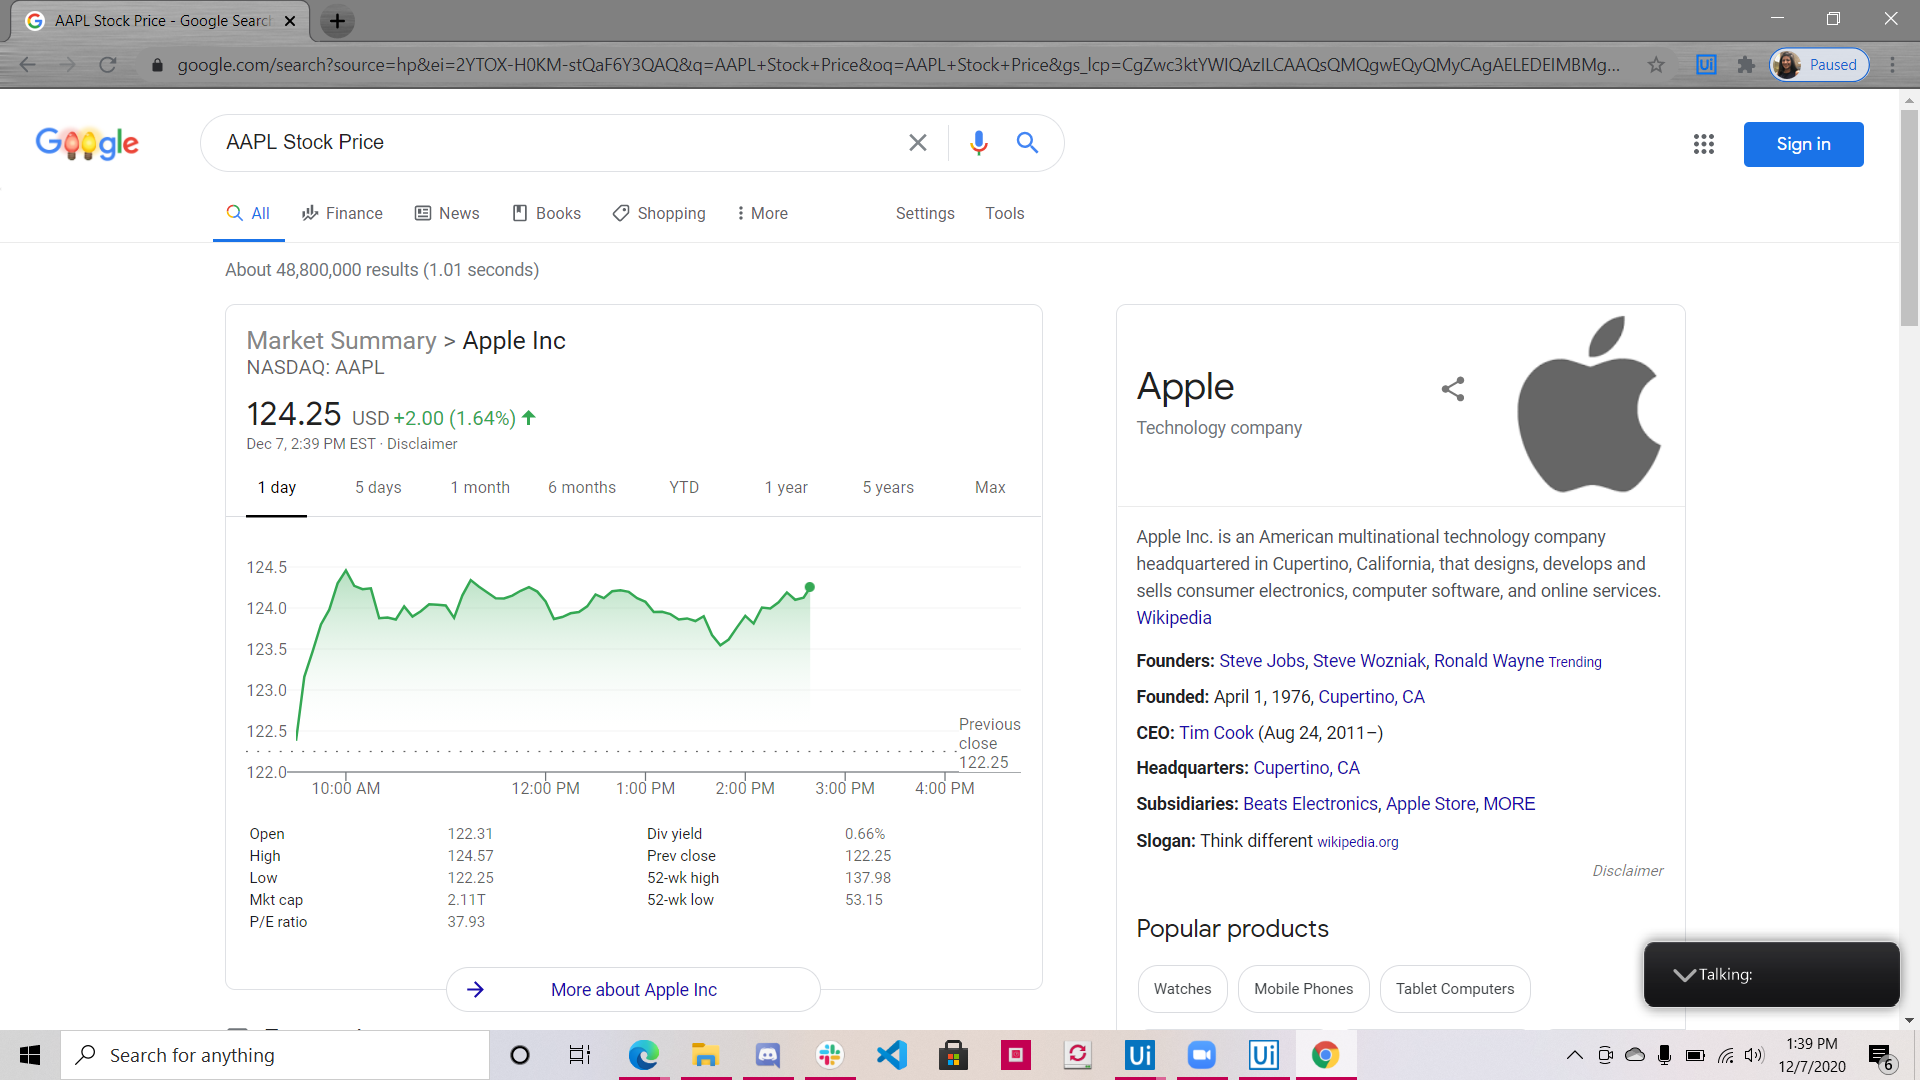 AAPL Stock Price - Google Search
google.com/search?source=hp&ei=2YTOX-H0KM-stQaF6Y3QAQ&q=AAPL+Stock+Price&oq=AAPL+Stock+Price&gs_lcp=CgZwc3ktYWIQAzILCAAQsQMQgwEQyQMyCAgAELEDEIMBMg...
Paused
Google
AAPL Stock Price
Sign in
All Finance News Books Shopping More Settings Tools
About 48,800,000 results (1.01 seconds)
Market Summary > Apple Inc
NASDAQ: AAPL
124.25 USD +2.00 (1.64%)
Dec 7, 2:39 PM EST · Disclaimer
1 day 5 days 1 month 6 months YTD 1 year 5 years Max
124.5
124.0
123.5
123.0
122.5
122.0
Previous
close
122.25
10:00 AM 12:00 PM 1:00 PM 2:00 PM 3:00 PM 4:00 PM
Open 122.31 Div yield 0.66%
High 124.57 Prev close 122.25
Low 122.25 52-wk high 137.98
Mkt cap 2.11T 52-wk low 53.15
P/E ratio 37.93
More about Apple Inc
Apple
Technology company
Apple Inc. is an American multinational technology company
headquartered in Cupertino, California, that designs, develops and
sells consumer electronics, computer software, and online services.
Wikipedia
Founders: Steve Jobs, Steve Wozniak, Ronald Wayne Trending
Founded: April 1, 1976, Cupertino, CA
CEO: Tim Cook (Aug 24, 2011–)
Headquarters: Cupertino, CA
Subsidiaries: Beats Electronics, Apple Store, MORE
Slogan: Think different wikipedia.org
Disclaimer
Popular products
Watches Mobile Phones Tablet Computers
Talking:
Search for anything
Ui
Ui
1:39 PM
12/7/2020
6